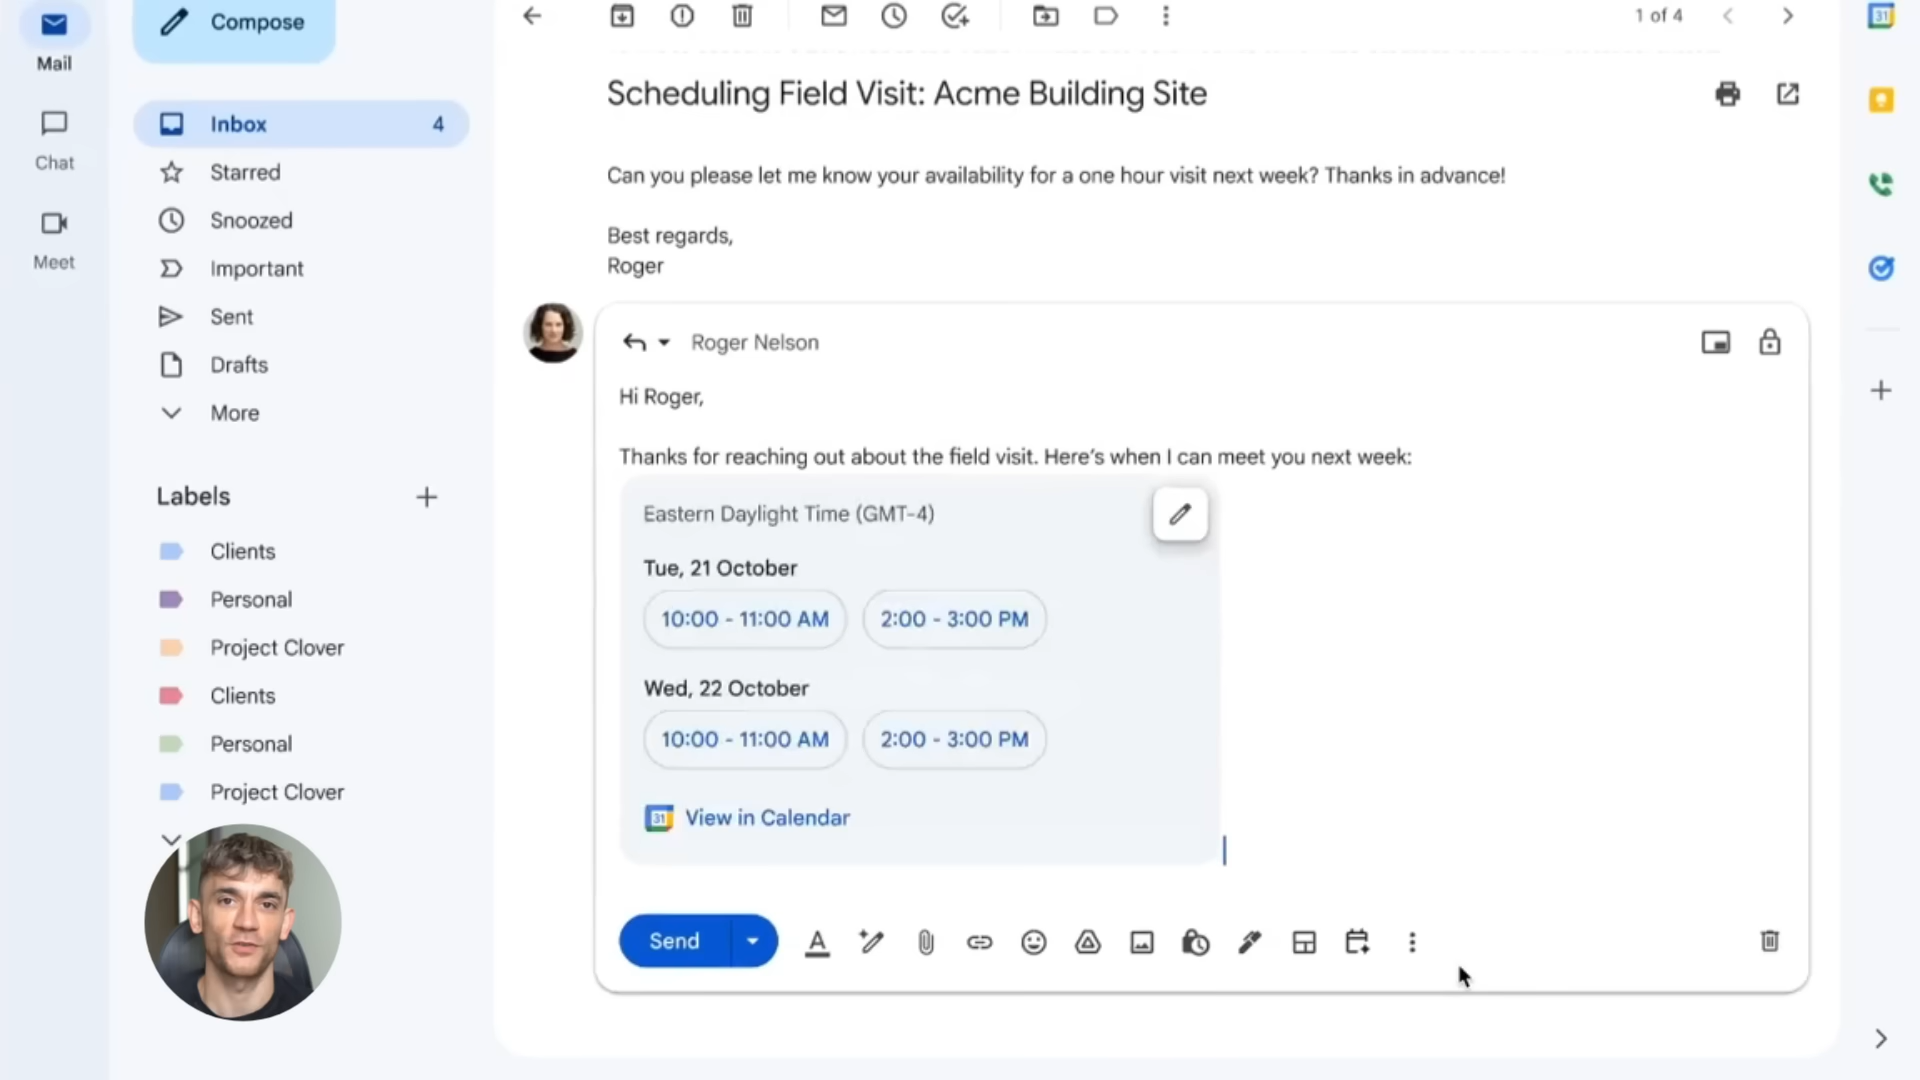 Compose
1 of 4
31
Mail
Scheduling Field Visit: Acme Building Site
Inbox 4
Chat
Starred
Can you please let me know your availability for a one hour visit next week? Thanks in advance!
Snoozed
Best regards,
Meet
Important
Roger
Sent
Roger Nelson
Drafts
Hi Roger,
More
Thanks for reaching out about the field visit. Here's when I can meet you next week:
Labels
Eastern Daylight Time (GMT-4)
Clients
Tue, 21 October
Personal
10:00 - 11:00 AM 2:00 - 3:00 PM
Project Clover
Clients
Wed, 22 October
Personal
10:00 - 11:00 AM 2:00 - 3:00 PM
Project Clover
31 View in Calendar
Send